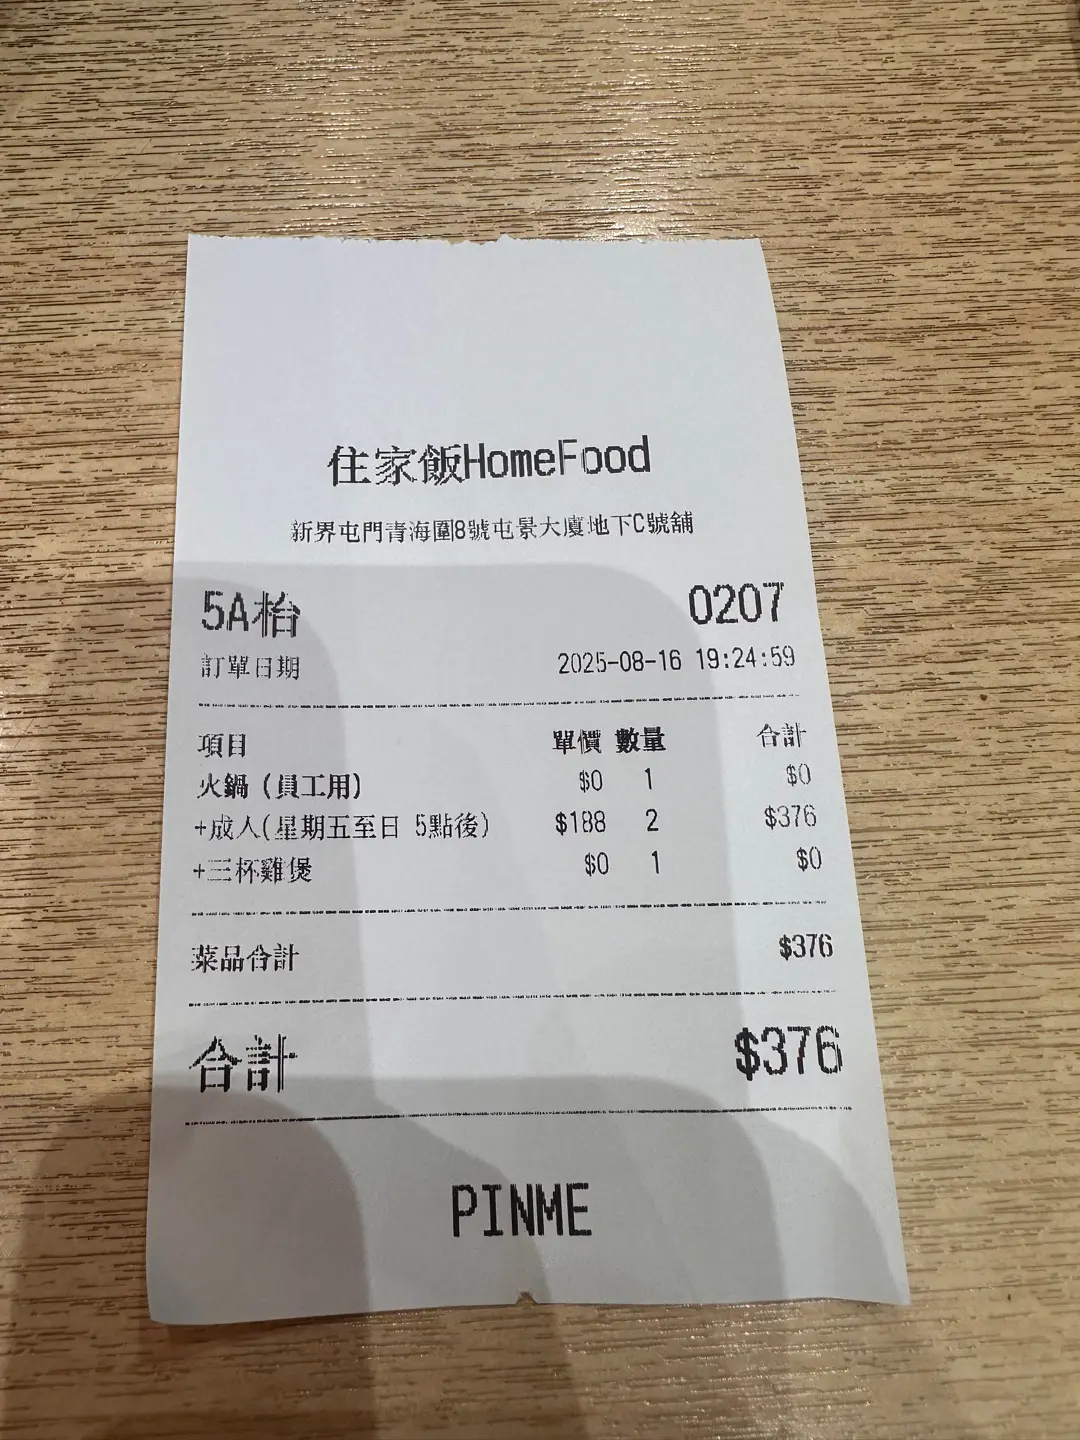 住家飯HomeFood
新界屯門青海圍8號屯景大廈地下C號舖
5A枱 0207
訂單日期 2025-08-16 19:24:59
項目 單價 數量 合計
火鍋（員工用） $0 1 $0
+成人(星期五至日 5點後) $188 2 $376
+三杯雞煲 $0 1 $0
菜品合計 $376
合計 $376
PINME